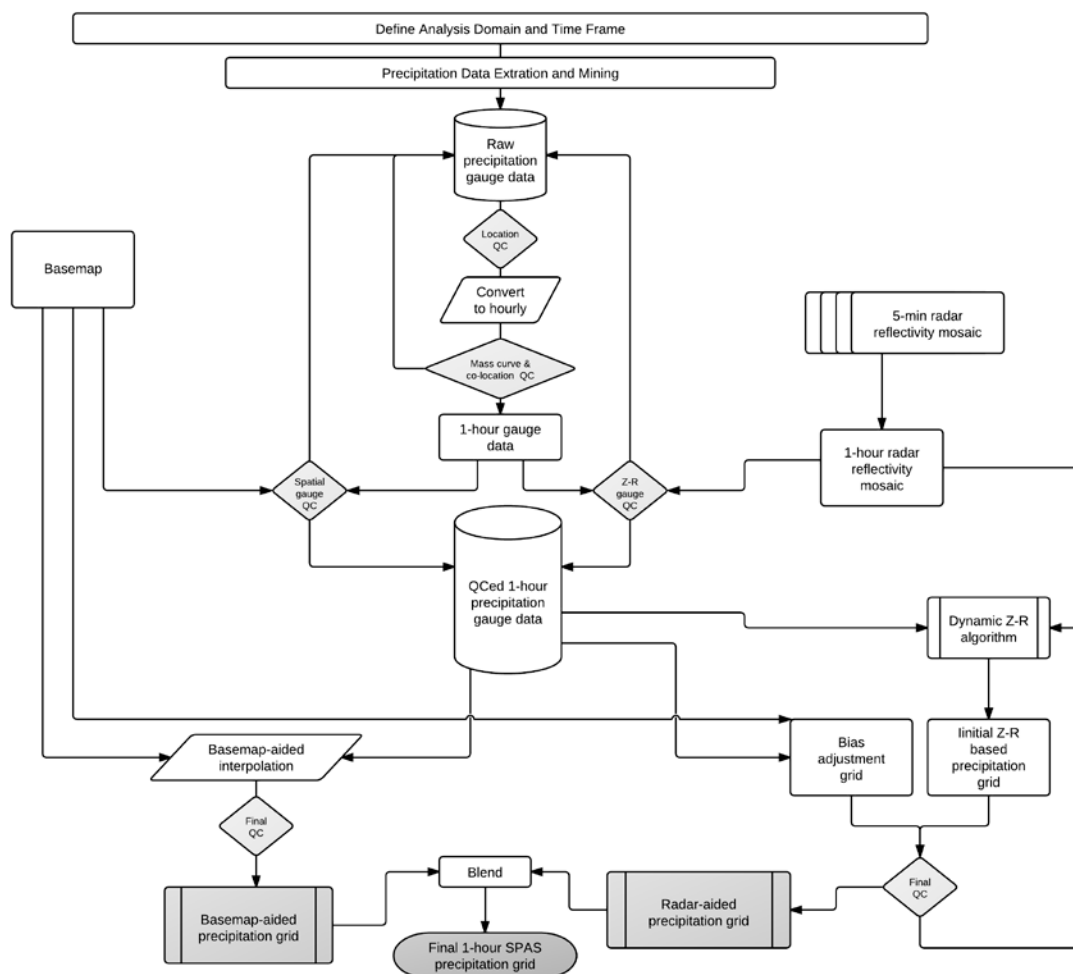 Define Analysis Domain and Time Frame
Precipitation Data Extration and Mining
Raw
precipitation
gauge data
Location
QC
Basemap
Convert
to hourly
5-min radar
reflectivity mosaic
Mass curve &
co-location QC
1-hour gauge
data
1-hour radar
reflectivity
mosaic
Spatial
gauge
QC
Z-R
gauge
QC
QCed 1-hour
precipitation
gauge data
Dynamic Z-R
algorithm
Basemap-aided
interpolation
Bias
adjustment
grid
Iinitial Z-R
based
precipitation
grid
Final
QC
Blend
Final
QC
Basemap-aided
precipitation grid
Radar-aided
precipitation grid
Final 1-hour SPAS
precipitation grid